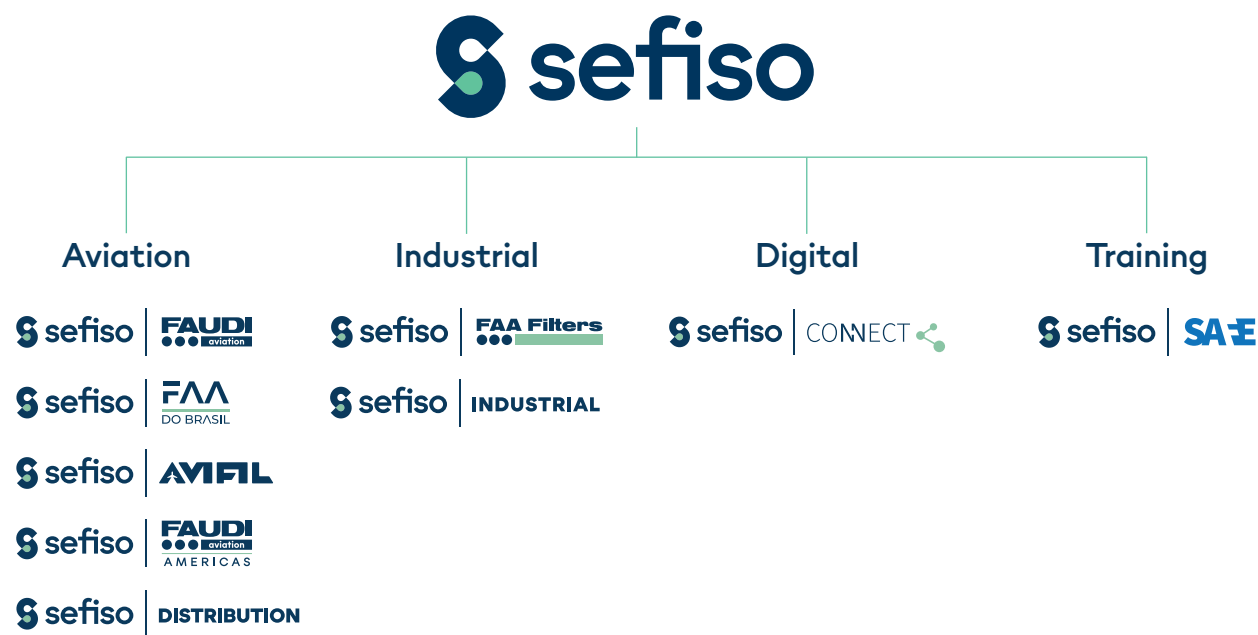 sefiso
Aviation
Industrial
Digital
Training
sefiso FAUDI
aviation
sefiso FAA Filters
sefiso CONNECT
sefiso SAFE
sefiso FAA
DO BRASIL
sefiso INDUSTRIAL
sefiso AVIFIL
sefiso FAUDI
aviation
AMERICAS
sefiso DISTRIBUTION